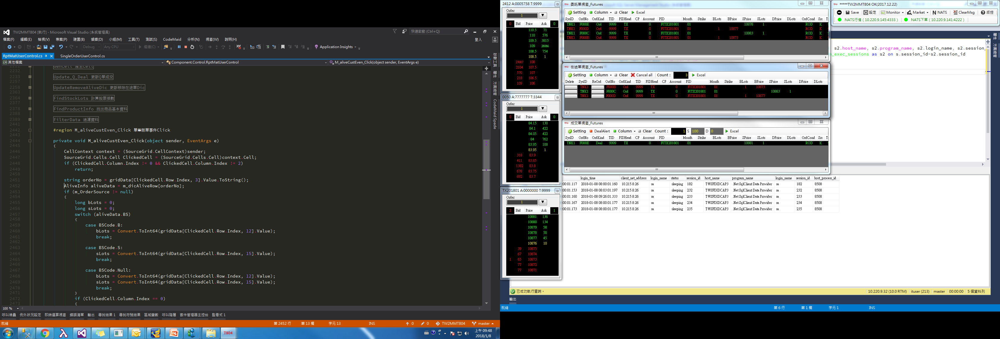 TW2MMT804 [執行] - Microsoft Visual Studio (系統管理員)
快速啟動 (Ctrl+Q)
檔案(F) 編輯(E) 檢視(V) 專案(P) 建置(B) 偵錯(D) 小組(M) 工具(T) 測試(S) CodeMaid 分析(N) 視窗(W) 說明(H)
登入
Debug Any CPU 繼續(C) Application Insights
RptMatUserControl.cs SingleOrderUserControl.cs
其他檔案 Component.Control.RptMatUserControl M_aliveCustEven_Click(object sender, EventArgs e)
2222 GenCell 產生Cell
2232
2233 Update_Q_Deal 更新Q單成交
2257
2258 UpdateRemoveAliveDic 更新移除在途單Dic
2363
2364 FindStockLots 計算股票張數
2377
2378 FindProductInfo 找出商品基本資料
2388
2389 FilterData 過濾資料
2441
2442 #region M_aliveCustEven_Click 單筆刪單事件Click
2443
2444 private void M_aliveCustEven_Click(object sender, EventArgs e)
{
2446 CellContext context = (SourceGrid.CellContext)sender;
2447 SourceGrid.Cells.Cell ClickedCell = (SourceGrid.Cells.Cell)context.Cell;
2448 if (ClickedCell.Column.Index != 0 && ClickedCell.Column.Index != 2)
2449 return;
2450
2451 string orderNo = gridData[ClickedCell.Row.Index, 3].Value.ToString();
2452 AliveInfo aliveData = m_dicAliveRow[orderNo];
2453 if (m_OrderSource != null)
2454 {
2455 long bLots = 0;
2456 long sLots = 0;
2457 switch (aliveData.BS)
2458 {
2459 case BSCode.B:
2460 bLots = Convert.ToInt64(gridData[ClickedCell.Row.Index, 12].Value);
2461 break;
2462
2463 case BSCode.S:
2464 sLots = Convert.ToInt64(gridData[ClickedCell.Row.Index, 15].Value);
2465 break;
2466
2467 case BSCode.Null:
2468 bLots = Convert.ToInt64(gridData[ClickedCell.Row.Index, 12].Value);
2469 sLots = Convert.ToInt64(gridData[ClickedCell.Row.Index, 15].Value);
2470 break;
2471 }
2472 if (ClickedCell.Column.Index == 0)
2473 {
100 %
呼叫堆疊 例外狀況設定 即時運算視窗 錯誤清單 輸出 尋找結果 1 尋找符號結果 區域變數 呼叫階層 套件管理器主控台 監看式 1
就緒 第 2452 行 第 13 欄 字元 13 INS 0 0 TW2MMT804 master
診斷工具
屬性
方案總管
CodeMaid Spade
T804
上午 09:48
2018/1/8
2412 A:0005758 T:9999
Order
1
0 Bid Price Ask 0
110.5 71
110 576
109.5 3815
109 28086
108.5 754
108.5 1
27687 108
2104 107.5
570 107
218 106.5
109 106
0050 A:7777777 T:3344
Order
1
0 Bid Price Ask 0
84.15 130
84.1 422
84.05 422
84 762
83.95 108
83.95 1
318 83.9
411 83.85
1382 83.8
678 83.75
692 83.7
TX201801 A:0000000 T:9999
Order
1
2 Bid Price Ask 1
10881 136
10880 134
10879 58
10878 50
10877 45
10876 10
39 10875
67 10874
1 65 10873
77 10872
77 10871
委託單視窗_Futures
Setting Column Clear Excel
SysID OrdNo OrdKind TID PIDHead CP Account PID Month Strike BLots BPrice SPrice SLots DPrice DLots OrdCond Src
TNK1 F000E Ord 9999 TX 0 FITX201801 01 10878 1 ROD K
TNK1 F000D Ord 9999 TX 0 FITX201801 01 1 10877 ROD K
TNK1 F000C Ord 9999 TX 0 FITX201801 01 10883 1 ROD K
TNK1 F000B Ord 9999 TX 0 FITX201801 01 1 10873 ROD K
在途單視窗_Futures
Setting Column Clear Cancel all Count : 3 Excel
Delete SysID ReOrd OrdNo OrdKind TID PIDHead CP Account PID Month Strike BLots BPrice SPrice SLots DPrice DLots
TNK1 F000B Ord 9999 TX 0 FITX201801 01 1 10873
TNK1 F000C Ord 9999 TX 0 FITX201801 01 10883 1
TNK1 F000D Ord 9999 TX 0 FITX201801 01 1 10877
成交單視窗_Futures
Setting DealAlert Column Clear Count : 1 S 100 D 0 Excel
SysID OrdNo OrdKind TID PIDHead CP Account PID Month Strike BLots BPrice SPrice SLots DPrice DLots OrdCond Src
TNK1 F000E Deal 9999 TX 0 FITX201801 01 10881 1 ROD K
*****TW2MMT804 OK(2017.12.22)
Save 設定 Monitor Market NATS ClearMsg 版控
NATS行情 ( 10.220.9.145:4333 ) NATS下單 ( 10.220.9.141:4222 )
s2.host_name, s2.program_name, s2.login_name, s2.session_
_exec_sessions as s2 on s.session_id=s2.session_id
屬性
方案總管
login_time client_net_address login_name status session_id host_name program_name login_name session_id host_process_id
:00:01.117 2018-01-08 08:00:01.160 10.215.8.26 sa sleeping 182 TWSFDIDCAP3 .Net SqlClient Data Provider sa 182 8508
:00:01.153 2018-01-08 08:03:01.197 10.215.8.26 sa sleeping 232 TWSFDIDCAP3 .Net SqlClient Data Provider sa 232 8508
:00:01.160 2018-01-08 09:26:01.333 10.215.8.26 sa sleeping 233 TWSFDIDCAP3 .Net SqlClient Data Provider sa 233 8508
:00:01.167 2018-01-08 08:00:01.177 10.215.8.26 sa sleeping 234 TWSFDIDCAP3 .Net SqlClient Data Provider sa 234 8508
:00:01.173 2018-01-08 08:00:01.177 10.215.8.26 sa sleeping 235 TWSFDIDCAP3 .Net SqlClient Data Provider sa 235 8508
已成功執行查詢。 10.220.9.32 (10.0 RTM) ituser (213) master 00:00:00 5 個資料列
輸出
就緒 第 6 行 第 1 欄 字元 1 INS